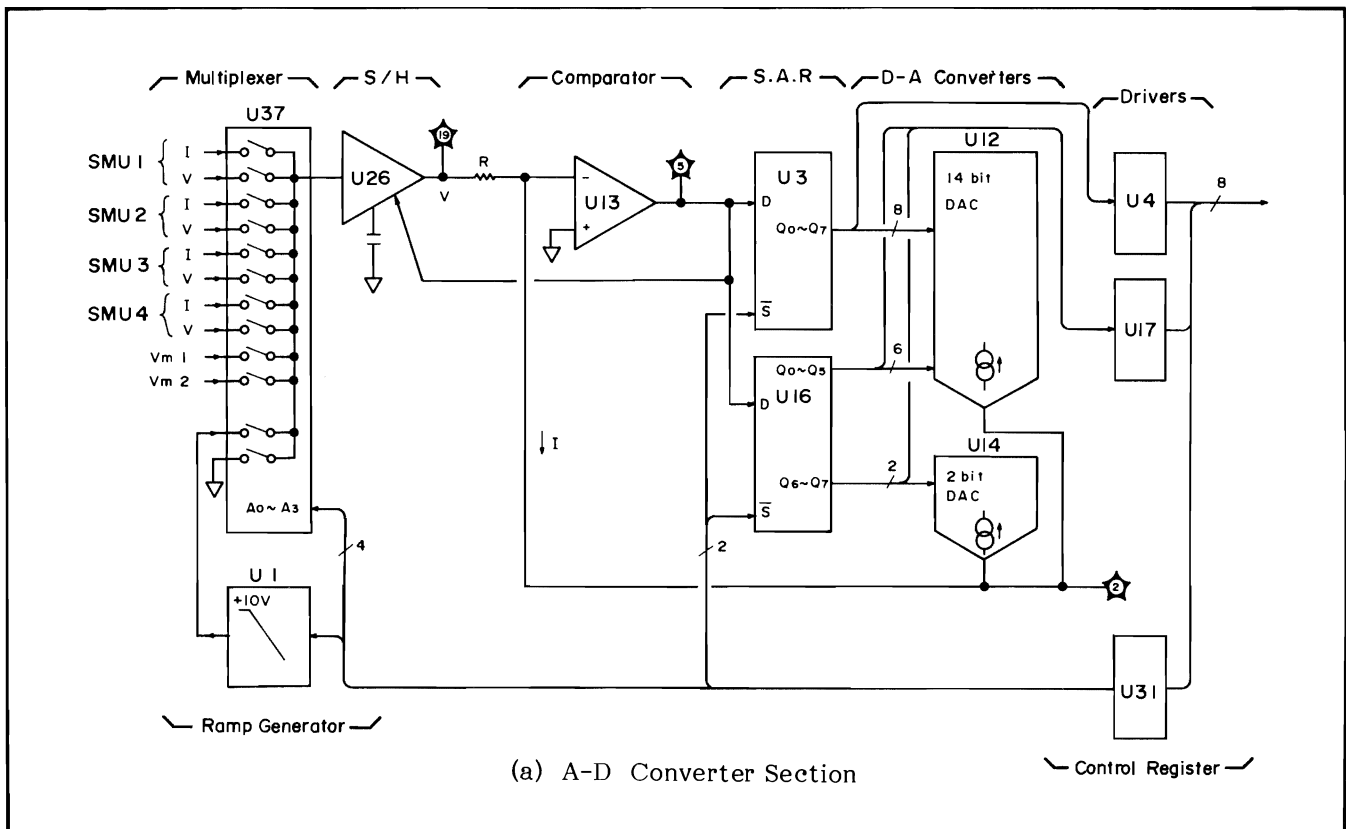 Multiplexer
S/H
Comparator
S.A.R
D-A Converters
Drivers
U37
SMU 1
I
V
SMU 2
I
V
SMU 3
I
V
SMU 4
I
V
Vm 1
Vm 2
A0 ~ A3
4
U 1
+10V
Ramp Generator
U26
19
V
R
−
+
U13
5
I
U 3
D
Q0~Q7
S̅
8
Q0~Q5
U16
D
6
Q6~Q7
S̅
2
2
U12
14 bit
DAC
U14
2 bit
DAC
2
U4
8
U17
U31
Control Register
(a) A-D Converter Section